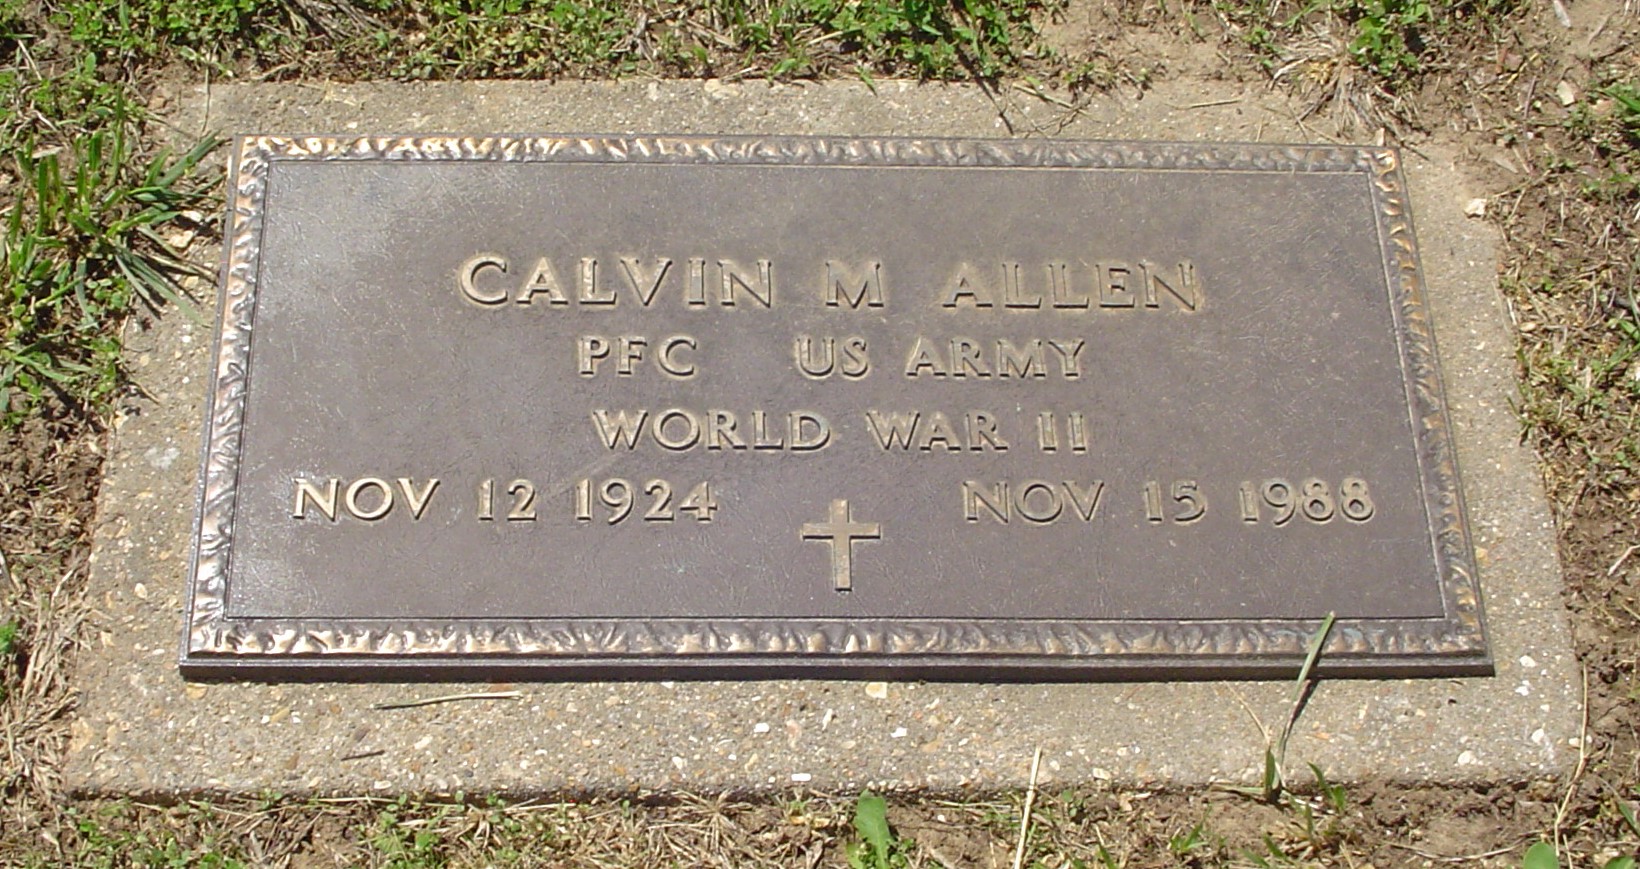 CALVIN M ALLEN
PFC US ARMY
WORLD WAR II
NOV 12 1924 NOV 15 1988